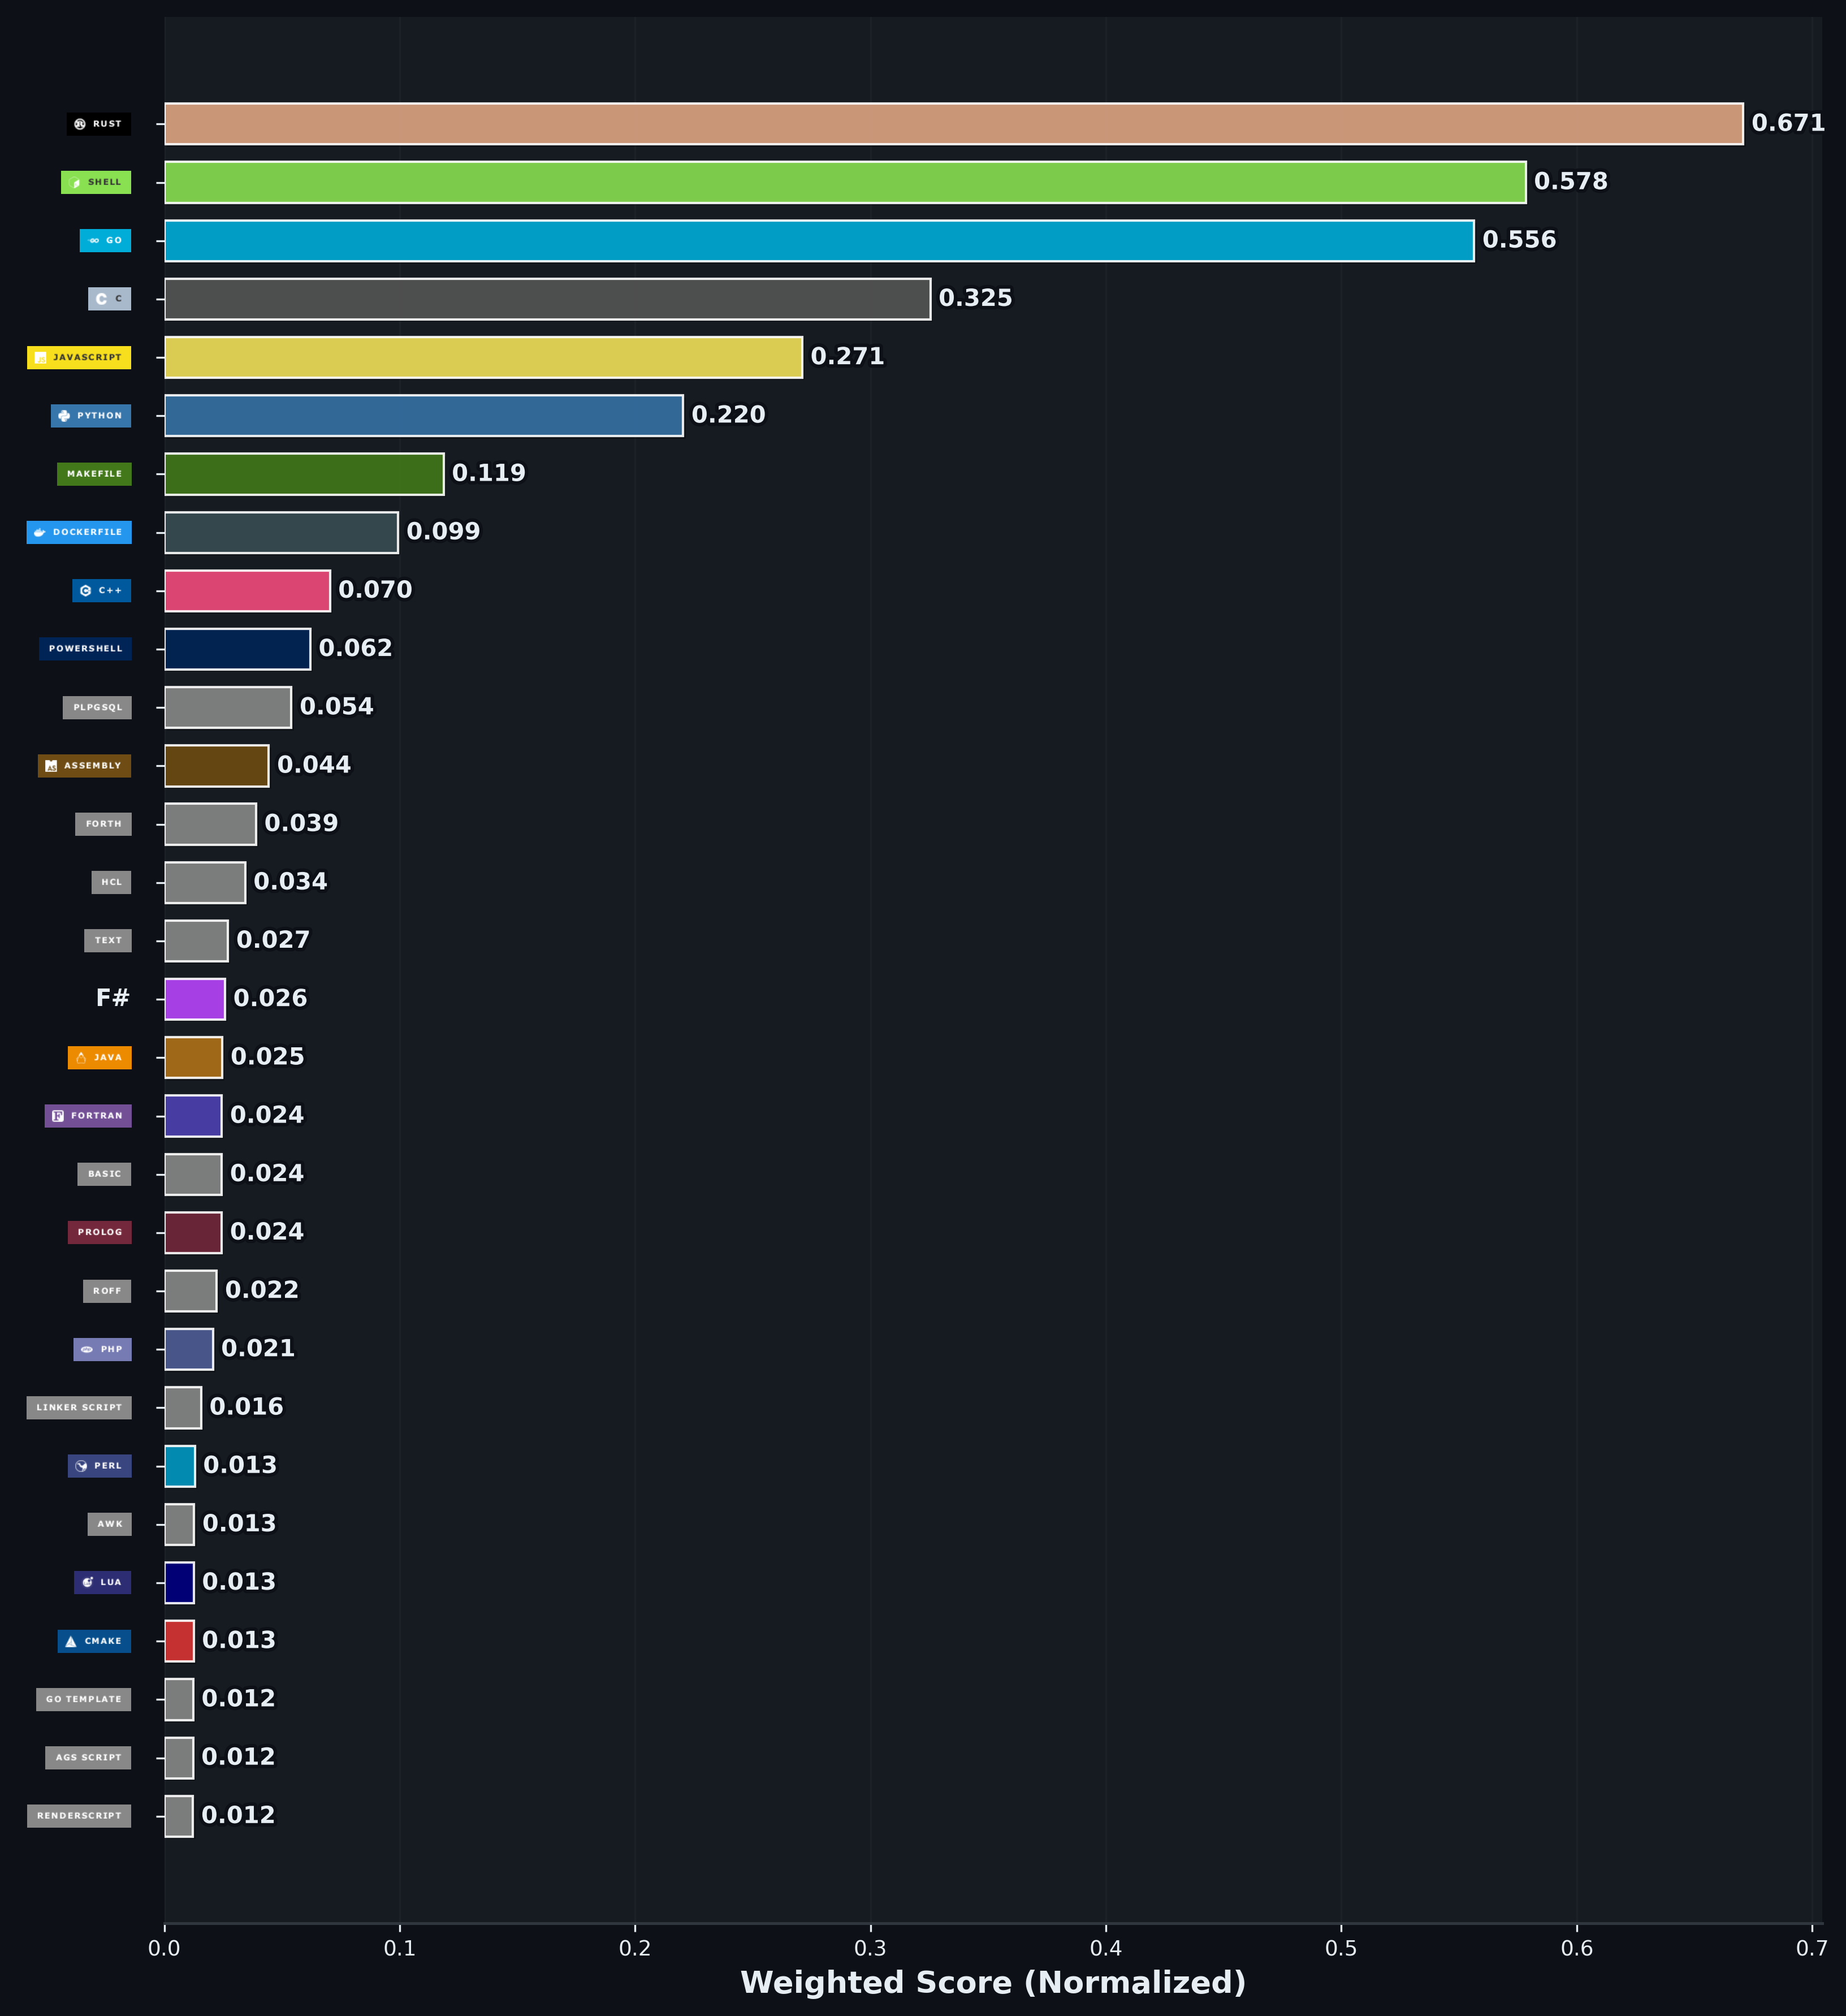 RUST 0.671
SHELL 0.578
GO 0.556
C 0.325
JAVASCRIPT 0.271
PYTHON 0.220
MAKEFILE 0.119
DOCKERFILE 0.099
C++ 0.070
POWERSHELL 0.062
PLPGSQL 0.054
ASSEMBLY 0.044
FORTH 0.039
HCL 0.034
TEXT 0.027
F# 0.026
JAVA 0.025
FORTRAN 0.024
BASIC 0.024
PROLOG 0.024
ROFF 0.022
PHP 0.021
LINKER SCRIPT 0.016
PERL 0.013
AWK 0.013
LUA 0.013
CMAKE 0.013
GO TEMPLATE 0.012
AGS SCRIPT 0.012
RENDERSCRIPT 0.012
0.0 0.1 0.2 0.3 0.4 0.5 0.6 0.7
Weighted Score (Normalized)